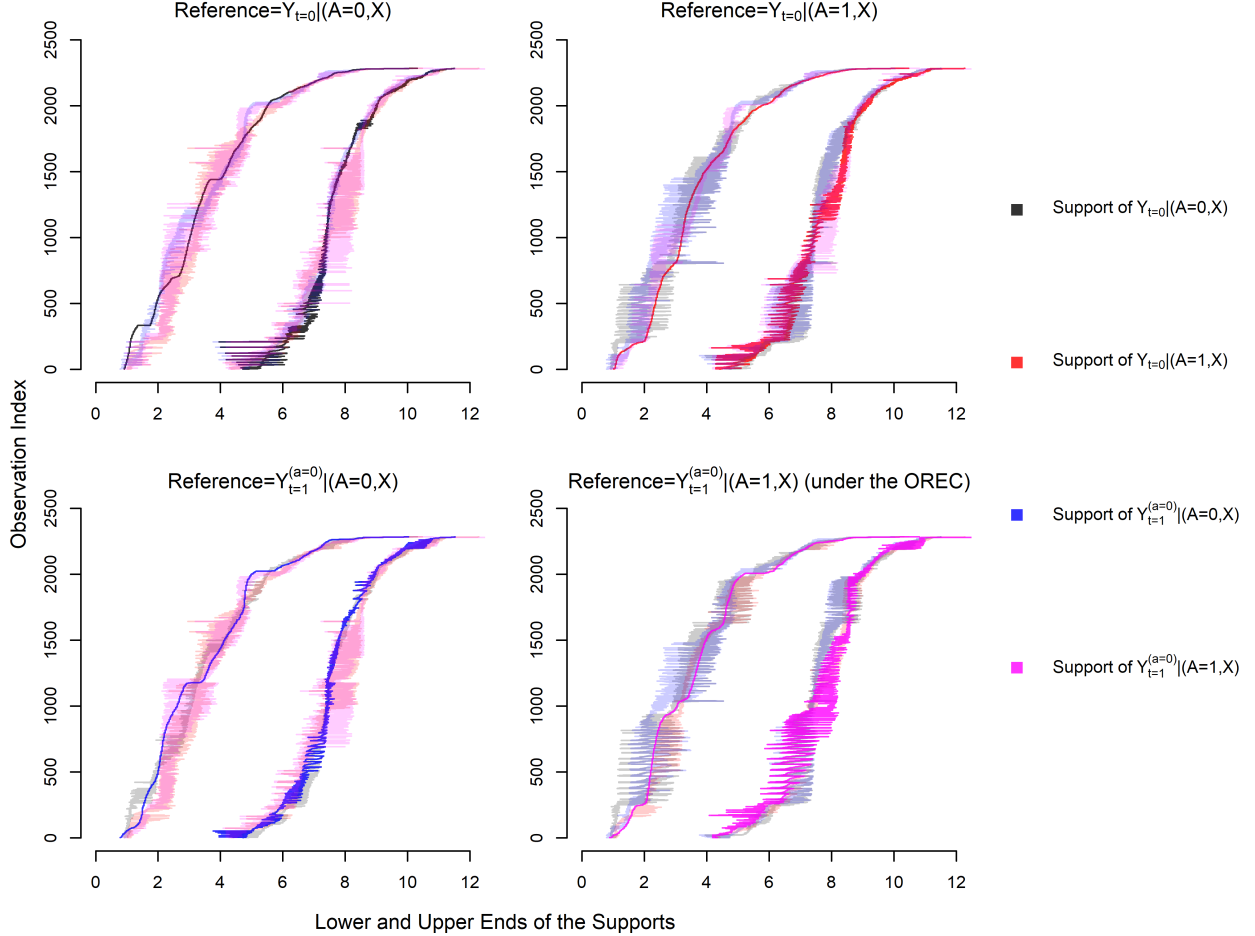 Reference=Y_{t=0}|(A=0,X)
Reference=Y_{t=0}|(A=1,X)
2500
2000
1500
1000
500
0
0 2 4 6 8 10 12
2500
2000
1500
1000
500
0
0 2 4 6 8 10 12
Support of Y_{t=0}|(A=0,X)
Support of Y_{t=0}|(A=1,X)
Observation Index
Reference=Y_{t=1}^{(a=0)}|(A=0,X)
Reference=Y_{t=1}^{(a=0)}|(A=1,X) (under the OREC)
2500
2000
1500
1000
500
0
0 2 4 6 8 10 12
2500
2000
1500
1000
500
0
0 2 4 6 8 10 12
Support of Y_{t=1}^{(a=0)}|(A=0,X)
Support of Y_{t=1}^{(a=0)}|(A=1,X)
Lower and Upper Ends of the Supports